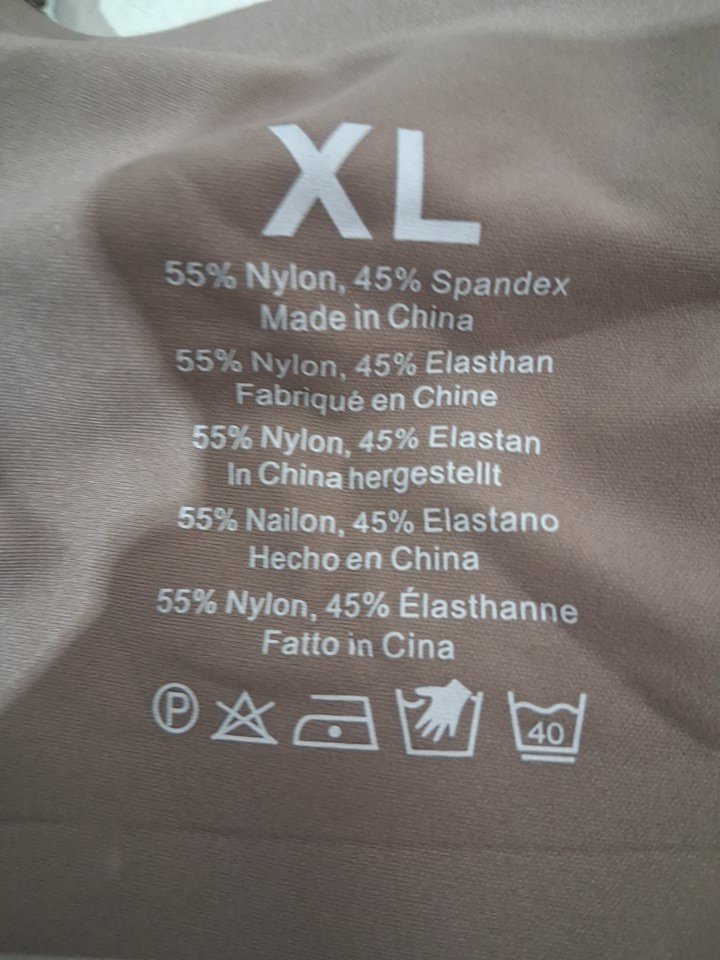 XL
55% Nylon, 45% Spandex
Made in China
55% Nylon, 45% Elasthan
Fabriqué en Chine
55% Nylon, 45% Elastan
In China hergestellt
55% Nailon, 45% Elastano
Hecho en China
55% Nylon, 45% Élasthanne
Fatto in Cina
P 40